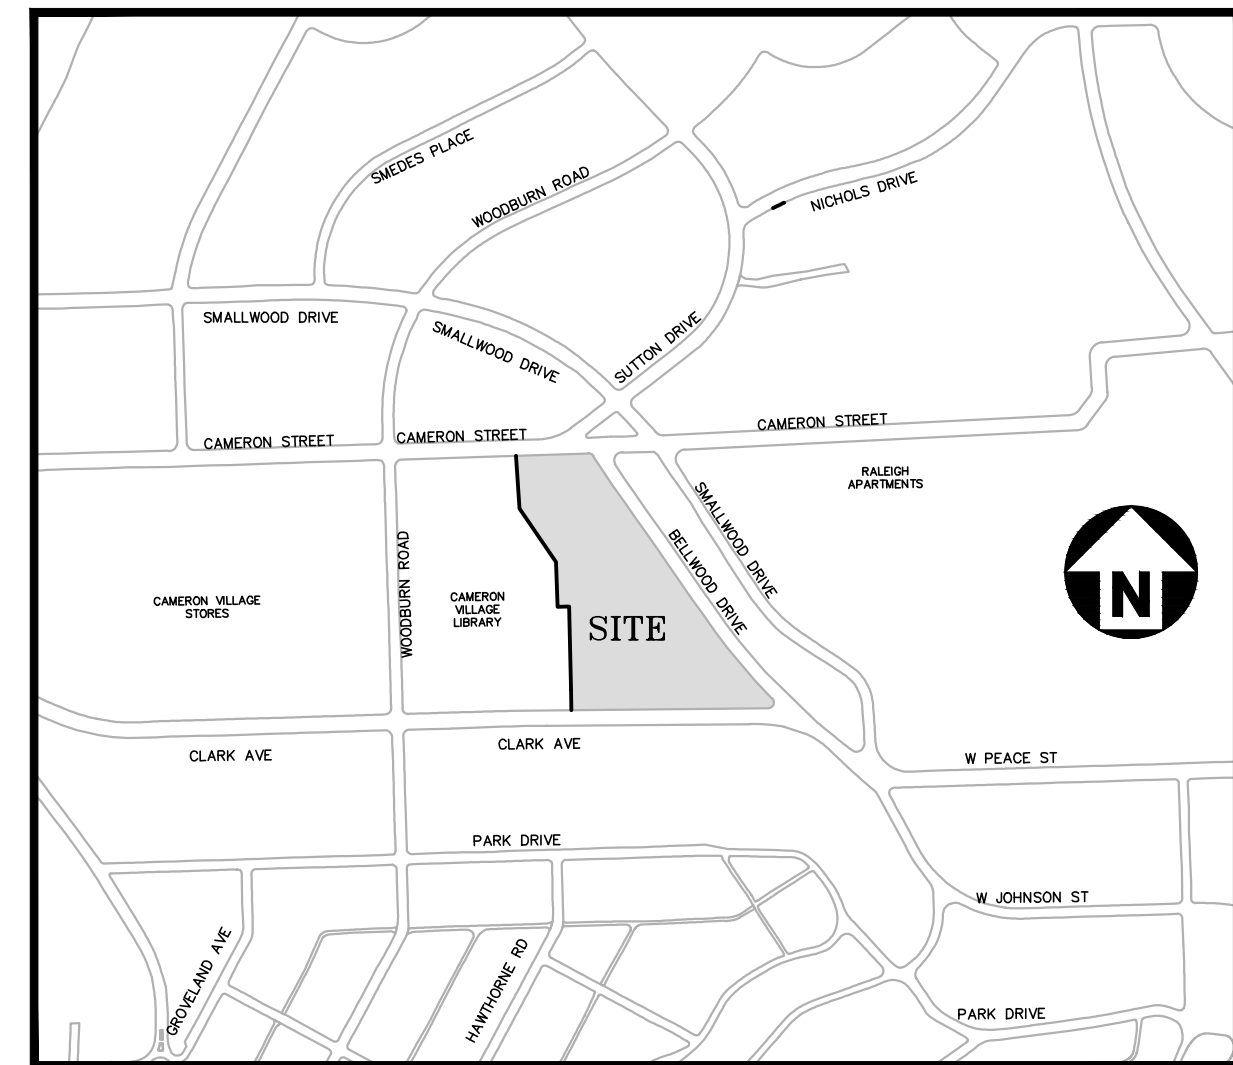 SMEDES PLACE
WOODBURN ROAD
NICHOLS DRIVE
SMALLWOOD DRIVE
SMALLWOOD DRIVE
SUTTON DRIVE
CAMERON STREET
CAMERON STREET
CAMERON STREET
RALEIGH
APARTMENTS
SMALLWOOD DRIVE
BELLWOOD DRIVE
WOODBURN ROAD
CAMERON VILLAGE
STORES
CAMERON
VILLAGE
LIBRARY
SITE
N
CLARK AVE
CLARK AVE
W PEACE ST
PARK DRIVE
W JOHNSON ST
GROVELAND AVE
HAWTHORNE RD
PARK DRIVE